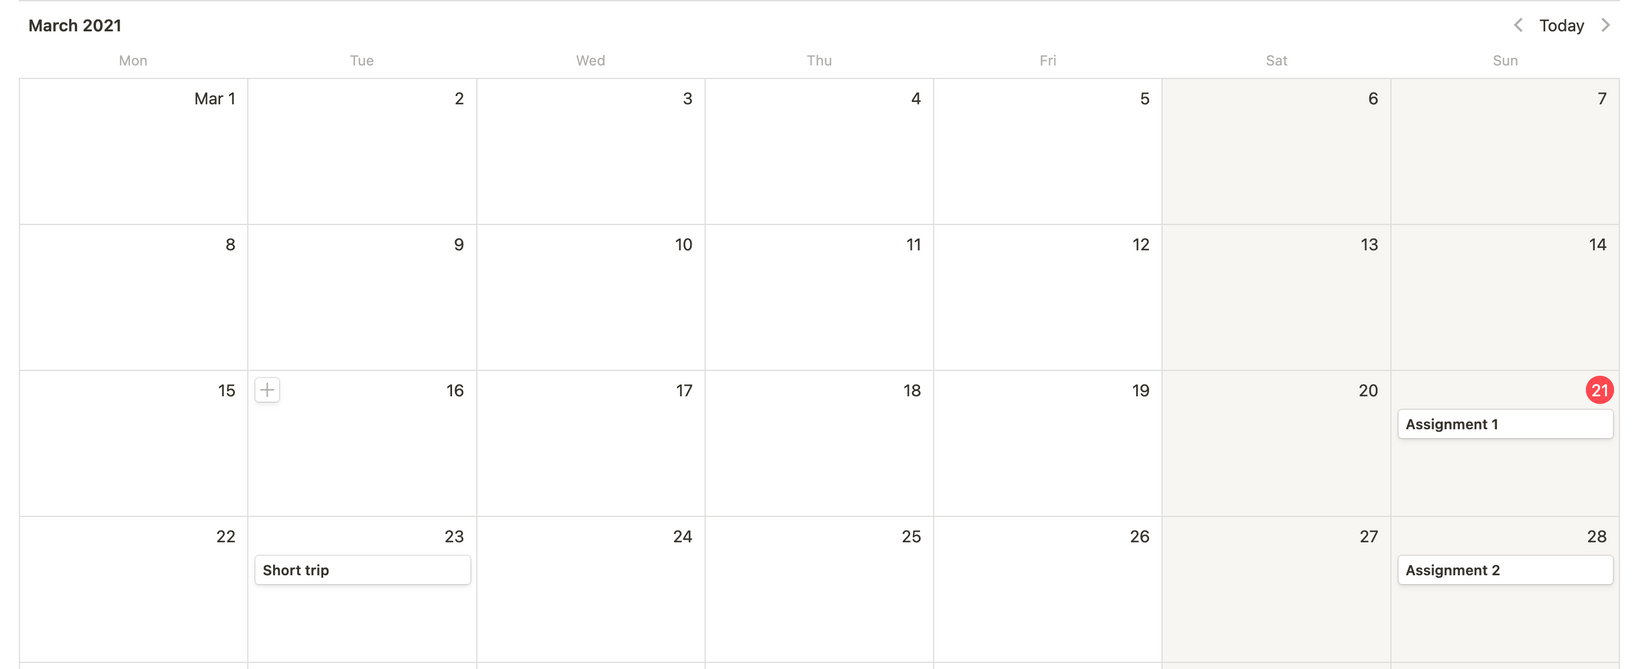 March 2021
Today
Mon Tue Wed Thu Fri Sat Sun
Mar 1 2 3 4 5 6 7
8 9 10 11 12 13 14
15 16 17 18 19 20 21
Assignment 1
22 23 24 25 26 27 28
Short trip Assignment 2